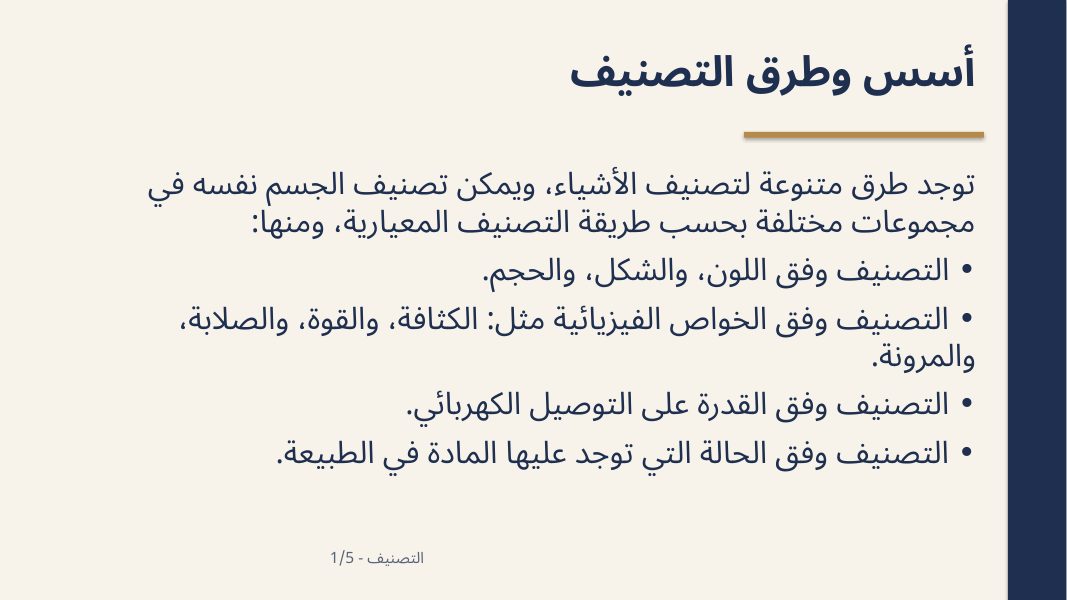 أسس وطرق التصنيف
توجد طرق متنوعة لتصنيف الأشياء، ويمكن تصنيف الجسم نفسه في
مجموعات مختلفة بحسب طريقة التصنيف المعيارية، ومنها:
• التصنيف وفق اللون، والشكل، والحجم.
• التصنيف وفق الخواص الفيزيائية مثل: الكثافة، والقوة، والصلابة،
والمرونة.
• التصنيف وفق القدرة على التوصيل الكهربائي.
• التصنيف وفق الحالة التي توجد عليها المادة في الطبيعة.
التصنيف - 1/5